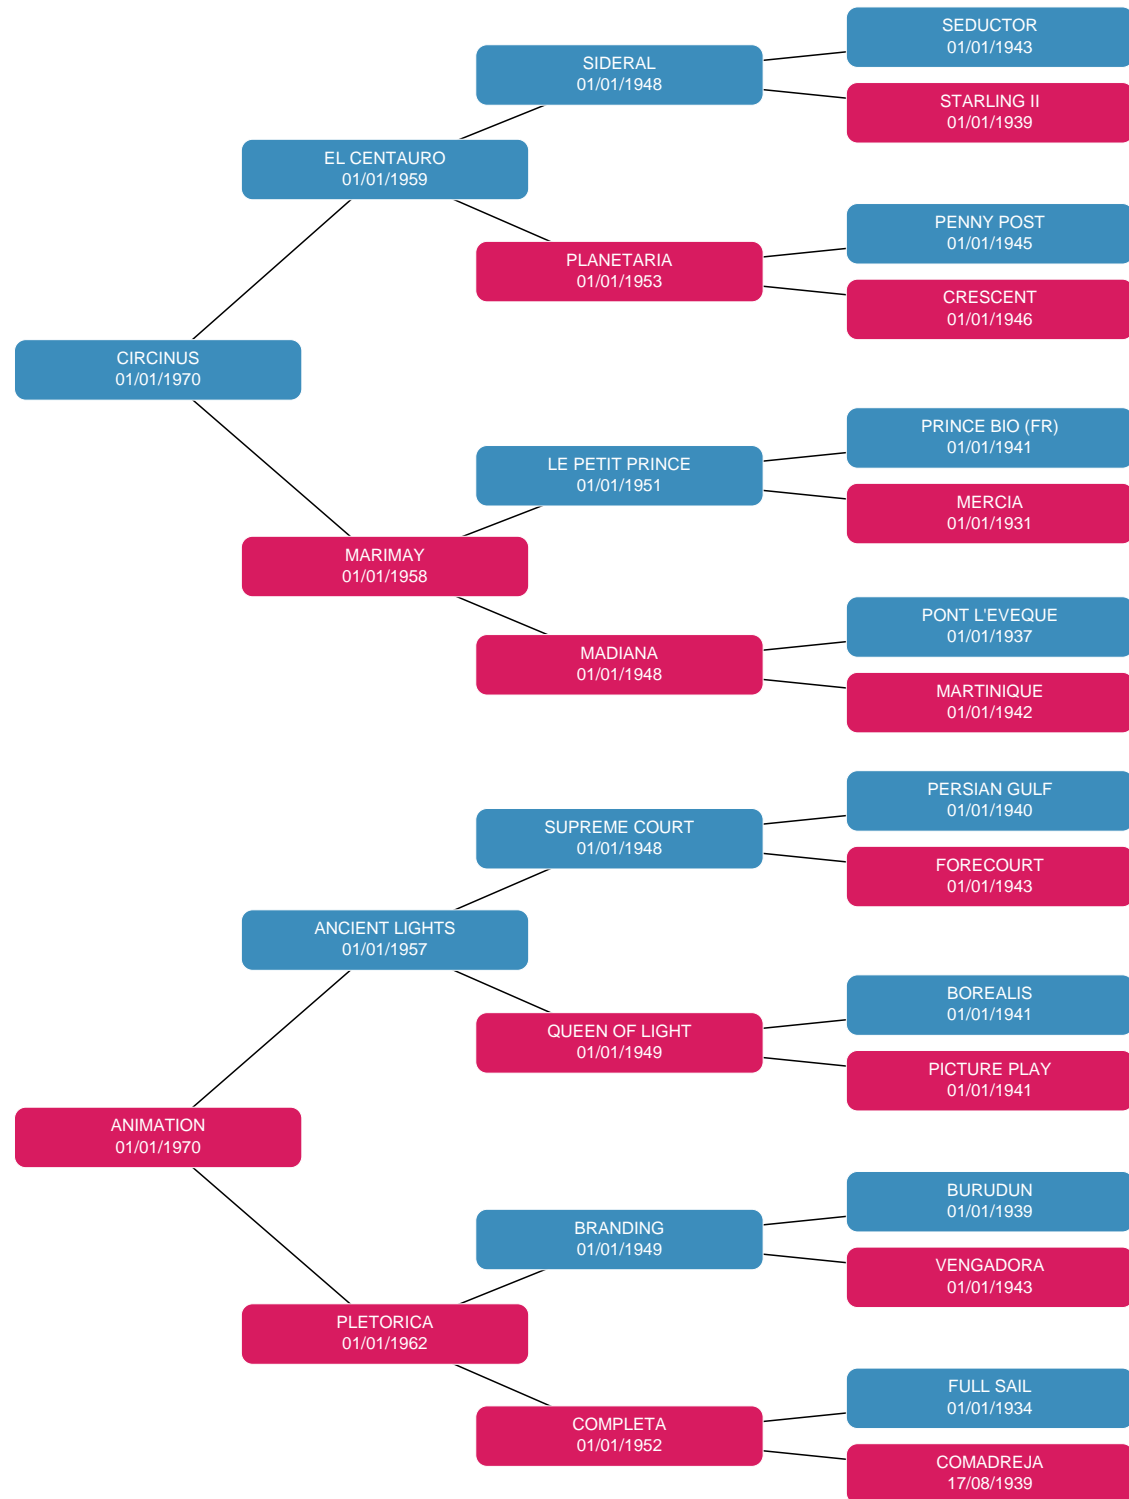 SEDUCTOR
01/01/1943
SIDERAL
01/01/1948
STARLING II
01/01/1939
EL CENTAURO
01/01/1959
PENNY POST
01/01/1945
PLANETARIA
01/01/1953
CRESCENT
01/01/1946
CIRCINUS
01/01/1970
PRINCE BIO (FR)
01/01/1941
LE PETIT PRINCE
01/01/1951
MERCIA
01/01/1931
MARIMAY
01/01/1958
PONT L'EVEQUE
01/01/1937
MADIANA
01/01/1948
MARTINIQUE
01/01/1942
PERSIAN GULF
01/01/1940
SUPREME COURT
01/01/1948
FORECOURT
01/01/1943
ANCIENT LIGHTS
01/01/1957
BOREALIS
01/01/1941
QUEEN OF LIGHT
01/01/1949
PICTURE PLAY
01/01/1941
ANIMATION
01/01/1970
BURUDUN
01/01/1939
BRANDING
01/01/1949
VENGADORA
01/01/1943
PLETORICA
01/01/1962
FULL SAIL
01/01/1934
COMPLETA
01/01/1952
COMADREJA
17/08/1939